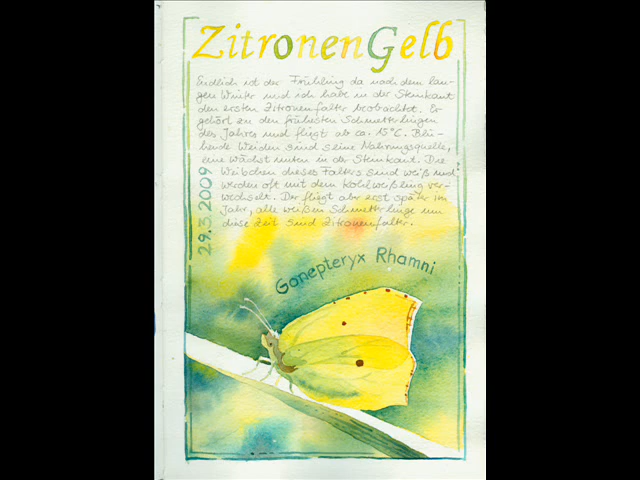 ZitronenGelb
Endlich ist der Frühling da nach dem lan-
gen Winter und ich habe in der Steinkaut
den ersten Zitronenfalter beobachtet. Er
gehört zu den frühesten Schmetterlingen
des Jahres und fliegt ab ca. 15°C. Blü-
hende Weiden sind seine Nahrungsquelle,
eine wächst unten in der Steinkaut. Die
Weibchen dieses Falters sind weiß und
werden oft mit dem Kohlweißling ver-
wechselt. Der fliegt aber erst später im
Jahr, alle weißen Schmetterlinge um
diese Zeit sind Zitronenfalter.
29.3.2009
Gonepteryx Rhamni